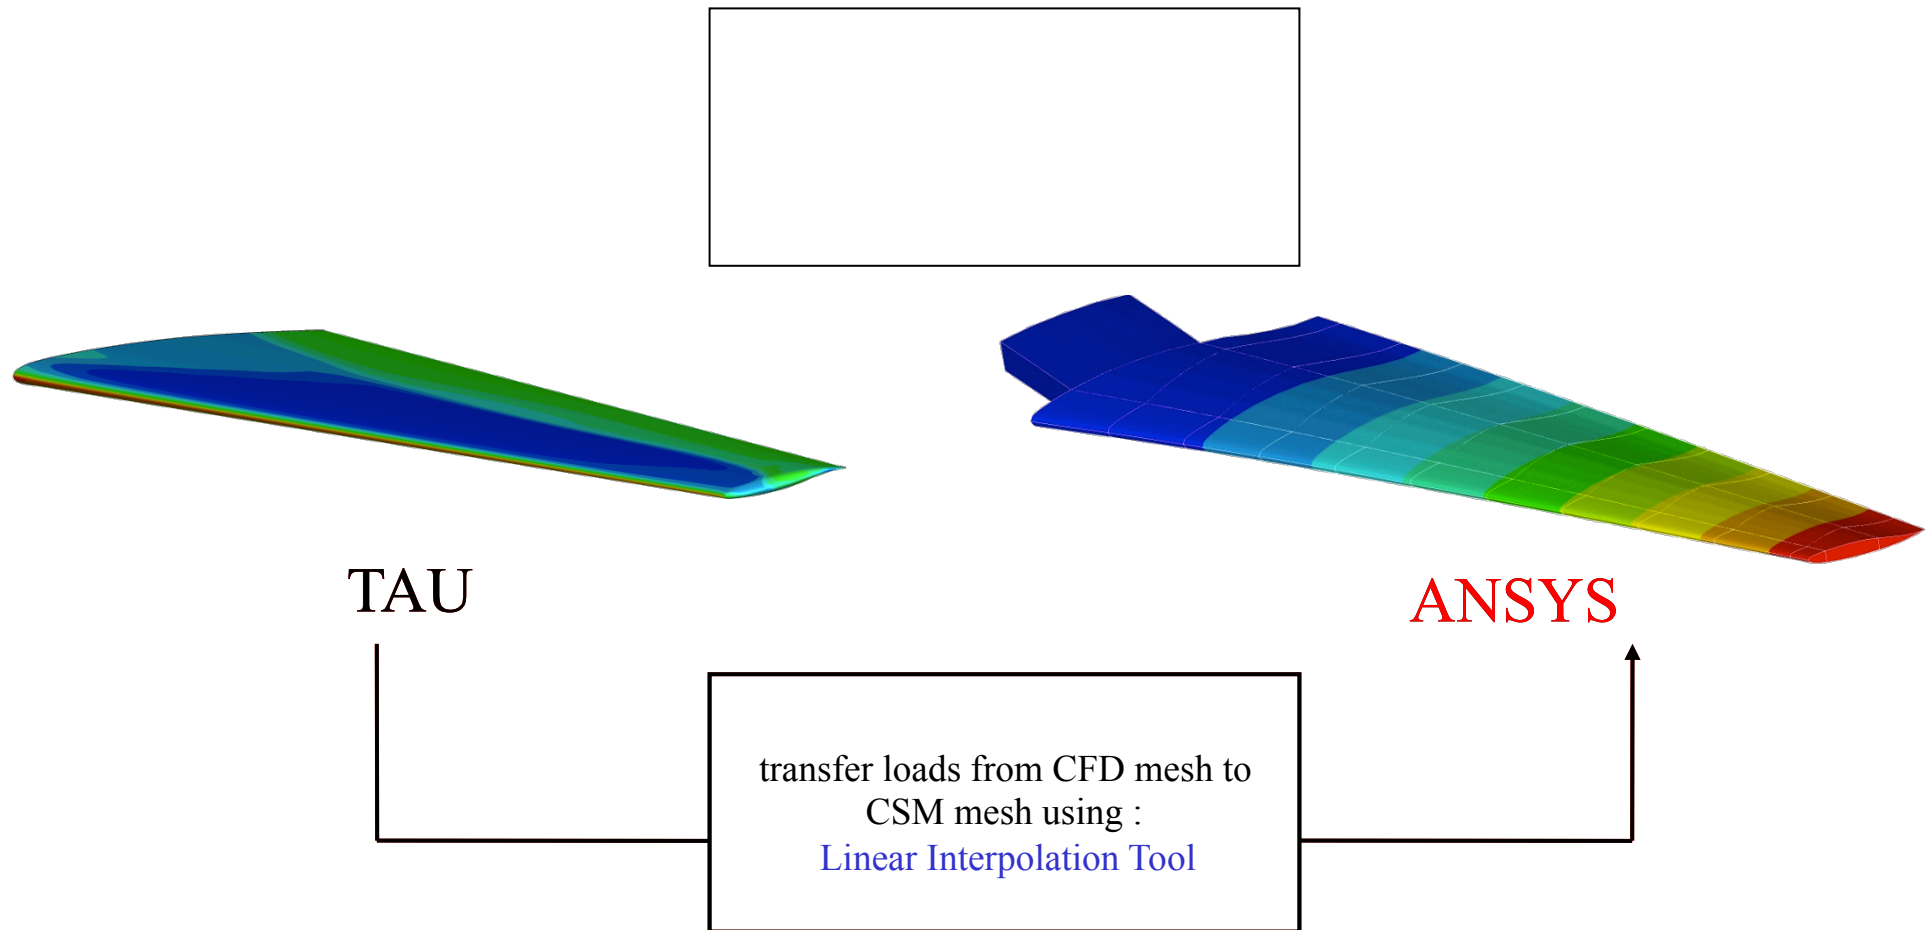 TAU
ANSYS
transfer loads from CFD mesh to
CSM mesh using :
Linear Interpolation Tool